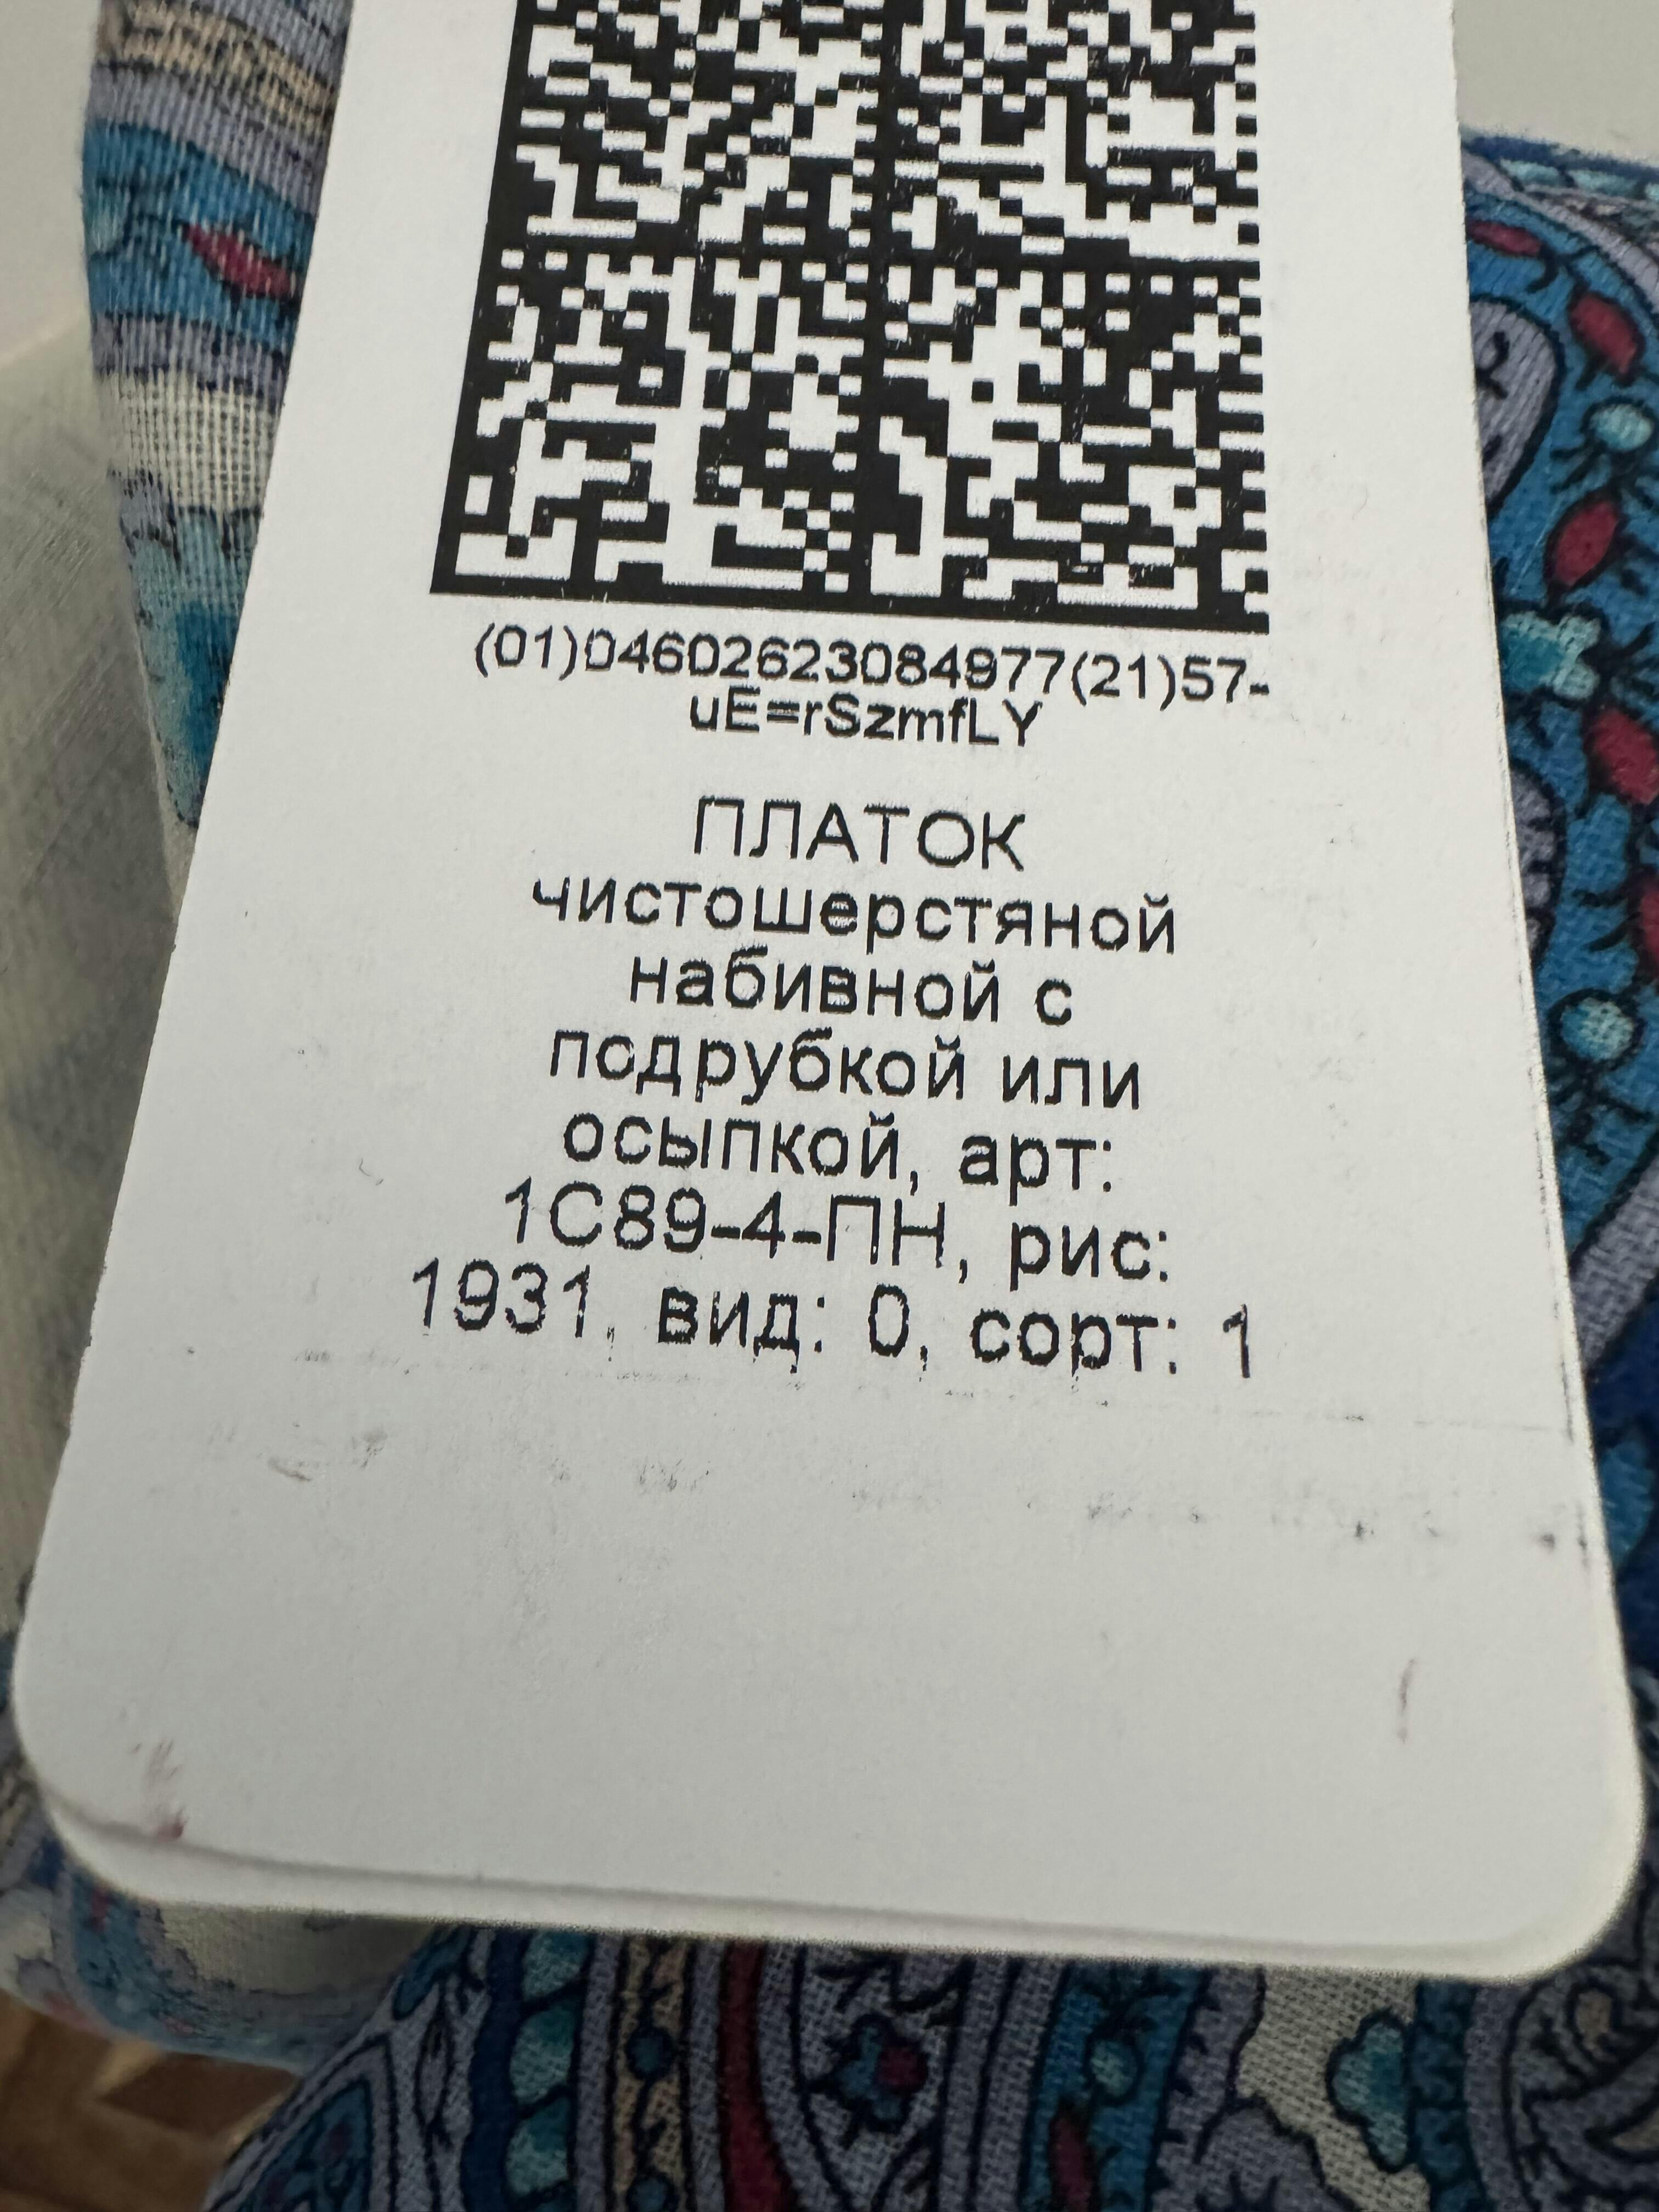 (01)04602623084977(21)57-
uE=rSzmfLY
ПЛАТОК
чистошерстяной
набивной с
подрубкой или
осыпкой, арт:
1С89-4-ПН, рис:
1931, вид: 0, сорт: 1